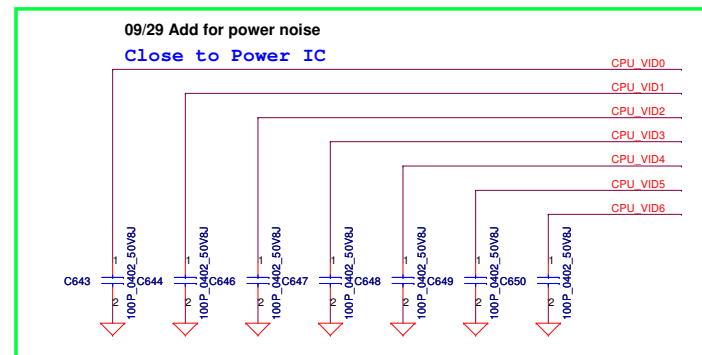 09/29 Add for power noise
Close to Power IC
CPU_VID0
CPU_VID1
CPU_VID2
CPU_VID3
CPU_VID4
CPU_VID5
CPU_VID6
1 1 1 1 1 1 1
C643 C644 C646 C647 C648 C649 C650
2 2 2 2 2 2 2
100P_0402_50V8J
100P_0402_50V8J
100P_0402_50V8J
100P_0402_50V8J
100P_0402_50V8J
100P_0402_50V8J
100P_0402_50V8J